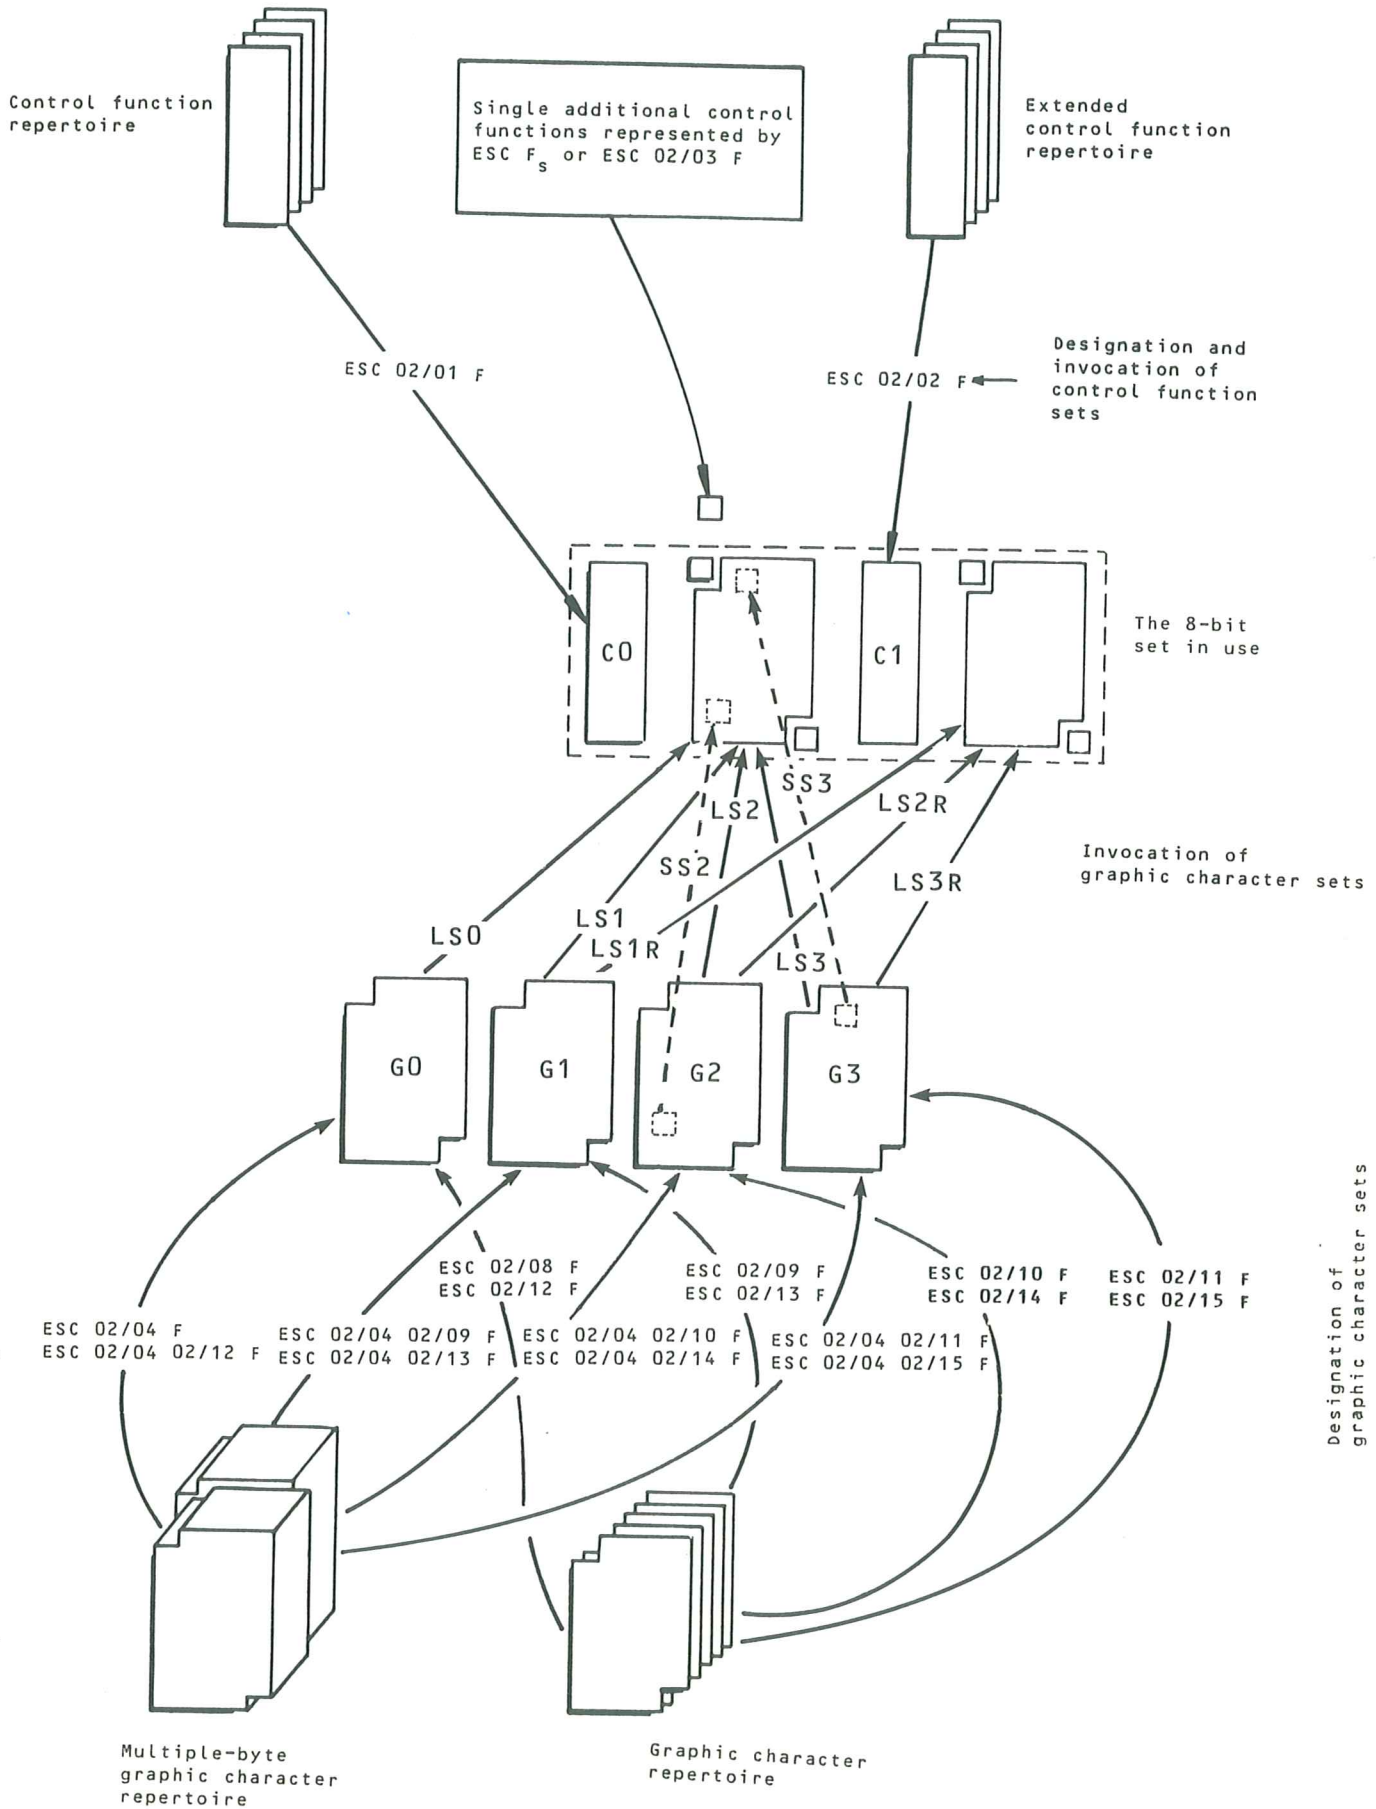 Control function
repertoire
Single additional control
functions represented by
ESC Fs or ESC 02/03 F
Extended
control function
repertoire
ESC 02/01 F
ESC 02/02 F
Designation and
invocation of
control function
sets
C0
C1
The 8-bit
set in use
SS3
LS2
LS2R
SS2
LS3R
Invocation of
graphic character sets
LS1
LS0
LS1R
LS3
G0
G1
G2
G3
ESC 02/08 F
ESC 02/12 F
ESC 02/09 F
ESC 02/13 F
ESC 02/10 F
ESC 02/14 F
ESC 02/11 F
ESC 02/15 F
ESC 02/04 F
ESC 02/04 02/12 F
ESC 02/04 02/09 F
ESC 02/04 02/13 F
ESC 02/04 02/10 F
ESC 02/04 02/14 F
ESC 02/04 02/11 F
ESC 02/04 02/15 F
Designation of
graphic character sets
Multiple-byte
graphic character
repertoire
Graphic character
repertoire